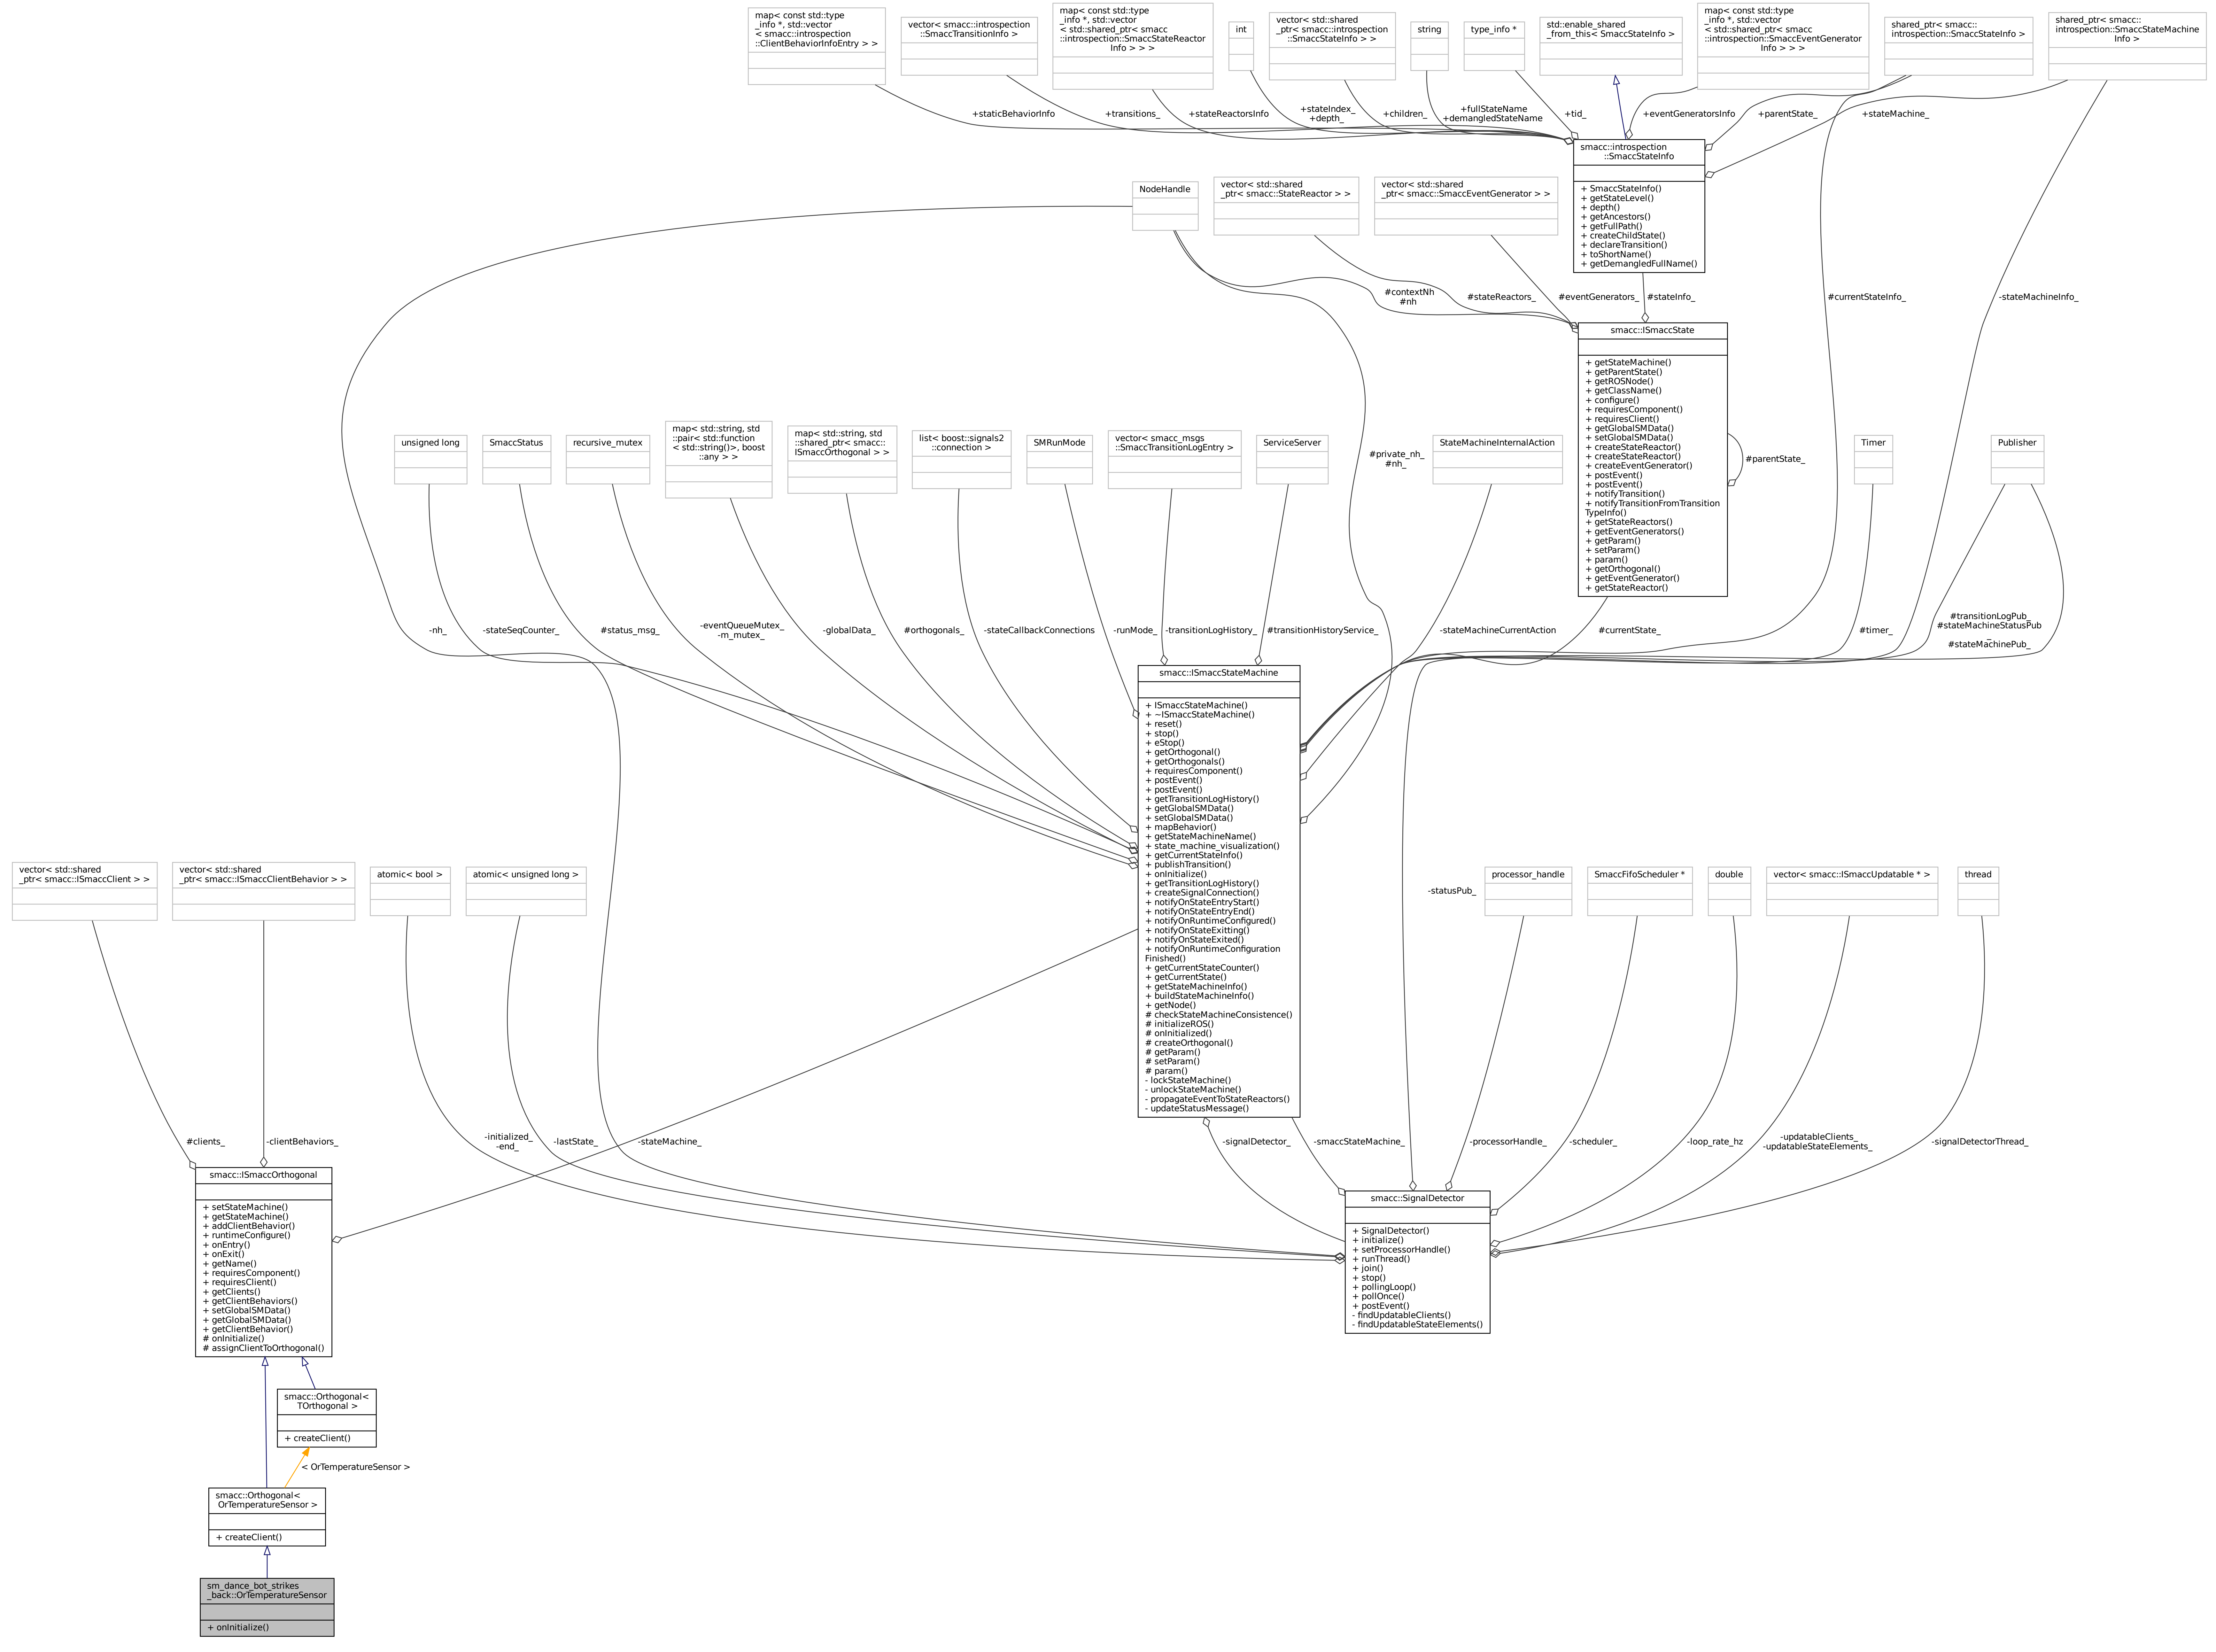 map< const std::type
_info *, std::vector
< smacc::introspection
::ClientBehaviorInfoEntry > >
vector< smacc::introspection
::SmaccTransitionInfo >
map< const std::type
_info *, std::vector
< std::shared_ptr< smacc
::introspection::SmaccStateReactor
Info > > >
int
vector< std::shared
_ptr< smacc::introspection
::SmaccStateInfo > >
string
type_info *
std::enable_shared
_from_this< SmaccStateInfo >
map< const std::type
_info *, std::vector
< std::shared_ptr< smacc
::introspection::SmaccEventGenerator
Info > > >
shared_ptr< smacc::
introspection::SmaccStateInfo >
shared_ptr< smacc::
introspection::SmaccStateMachine
Info >
+staticBehaviorInfo
+transitions_
+stateReactorsInfo
+stateIndex_
+depth_
+children_
+fullStateName
+demangledStateName
+tid_
+eventGeneratorsInfo
+parentState_
+stateMachine_
smacc::introspection
::SmaccStateInfo
+ SmaccStateInfo()
+ getStateLevel()
+ depth()
+ getAncestors()
+ getFullPath()
+ createChildState()
+ declareTransition()
+ toShortName()
+ getDemangledFullName()
NodeHandle
vector< std::shared
_ptr< smacc::StateReactor > >
vector< std::shared
_ptr< smacc::SmaccEventGenerator > >
#contextNh
#nh
#stateReactors_
#eventGenerators_
#stateInfo_
#currentStateInfo_
-stateMachineInfo_
smacc::ISmaccState
+ getStateMachine()
+ getParentState()
+ getROSNode()
+ getClassName()
+ configure()
+ requiresComponent()
+ requiresClient()
+ getGlobalSMData()
+ setGlobalSMData()
+ createStateReactor()
+ createStateReactor()
+ createEventGenerator()
+ postEvent()
+ postEvent()
+ notifyTransition()
+ notifyTransitionFromTransition
TypeInfo()
+ getStateReactors()
+ getEventGenerators()
+ getParam()
+ setParam()
+ param()
+ getOrthogonal()
+ getEventGenerator()
+ getStateReactor()
#parentState_
unsigned long
SmaccStatus
recursive_mutex
map< std::string, std
::pair< std::function
< std::string()>, boost
::any > >
map< std::string, std
::shared_ptr< smacc::
ISmaccOrthogonal > >
list< boost::signals2
::connection >
SMRunMode
vector< smacc_msgs
::SmaccTransitionLogEntry >
ServiceServer
#private_nh_
#nh_
StateMachineInternalAction
Timer
Publisher
-nh_
-stateSeqCounter_
#status_msg_
-eventQueueMutex_
-m_mutex_
-globalData_
#orthogonals_
-stateCallbackConnections
-runMode_
-transitionLogHistory_
#transitionHistoryService_
-stateMachineCurrentAction
#currentState_
#timer_
#transitionLogPub_
#stateMachineStatusPub
_
#stateMachinePub_
smacc::ISmaccStateMachine
+ ISmaccStateMachine()
+ ~ISmaccStateMachine()
+ reset()
+ stop()
+ eStop()
+ getOrthogonal()
+ getOrthogonals()
+ requiresComponent()
+ postEvent()
+ postEvent()
+ getTransitionLogHistory()
+ getGlobalSMData()
+ setGlobalSMData()
+ mapBehavior()
+ getStateMachineName()
+ state_machine_visualization()
+ getCurrentStateInfo()
+ publishTransition()
+ onInitialize()
+ getTransitionLogHistory()
+ createSignalConnection()
+ notifyOnStateEntryStart()
+ notifyOnStateEntryEnd()
+ notifyOnRuntimeConfigured()
+ notifyOnStateExitting()
+ notifyOnStateExited()
+ notifyOnRuntimeConfiguration
Finished()
+ getCurrentStateCounter()
+ getCurrentState()
+ getStateMachineInfo()
+ buildStateMachineInfo()
+ getNode()
# checkStateMachineConsistence()
# initializeROS()
# onInitialized()
# createOrthogonal()
# getParam()
# setParam()
# param()
- lockStateMachine()
- unlockStateMachine()
- propagateEventToStateReactors()
- updateStatusMessage()
vector< std::shared
_ptr< smacc::ISmaccClient > >
vector< std::shared
_ptr< smacc::ISmaccClientBehavior > >
atomic< bool >
atomic< unsigned long >
-statusPub_
processor_handle
SmaccFifoScheduler *
double
vector< smacc::ISmaccUpdatable * >
thread
#clients_
-clientBehaviors_
-initialized_
-end_
-lastState_
-stateMachine_
-signalDetector_
-smaccStateMachine_
-processorHandle_
-scheduler_
-loop_rate_hz
-updatableClients_
-updatableStateElements_
-signalDetectorThread_
smacc::ISmaccOrthogonal
+ setStateMachine()
+ getStateMachine()
+ addClientBehavior()
+ runtimeConfigure()
+ onEntry()
+ onExit()
+ getName()
+ requiresComponent()
+ requiresClient()
+ getClients()
+ getClientBehaviors()
+ setGlobalSMData()
+ getGlobalSMData()
+ getClientBehavior()
# onInitialize()
# assignClientToOrthogonal()
smacc::SignalDetector
+ SignalDetector()
+ initialize()
+ setProcessorHandle()
+ runThread()
+ join()
+ stop()
+ pollingLoop()
+ pollOnce()
+ postEvent()
- findUpdatableClients()
- findUpdatableStateElements()
smacc::Orthogonal<
TOrthogonal >
+ createClient()
< OrTemperatureSensor >
smacc::Orthogonal<
OrTemperatureSensor >
+ createClient()
sm_dance_bot_strikes
_back::OrTemperatureSensor
+ onInitialize()